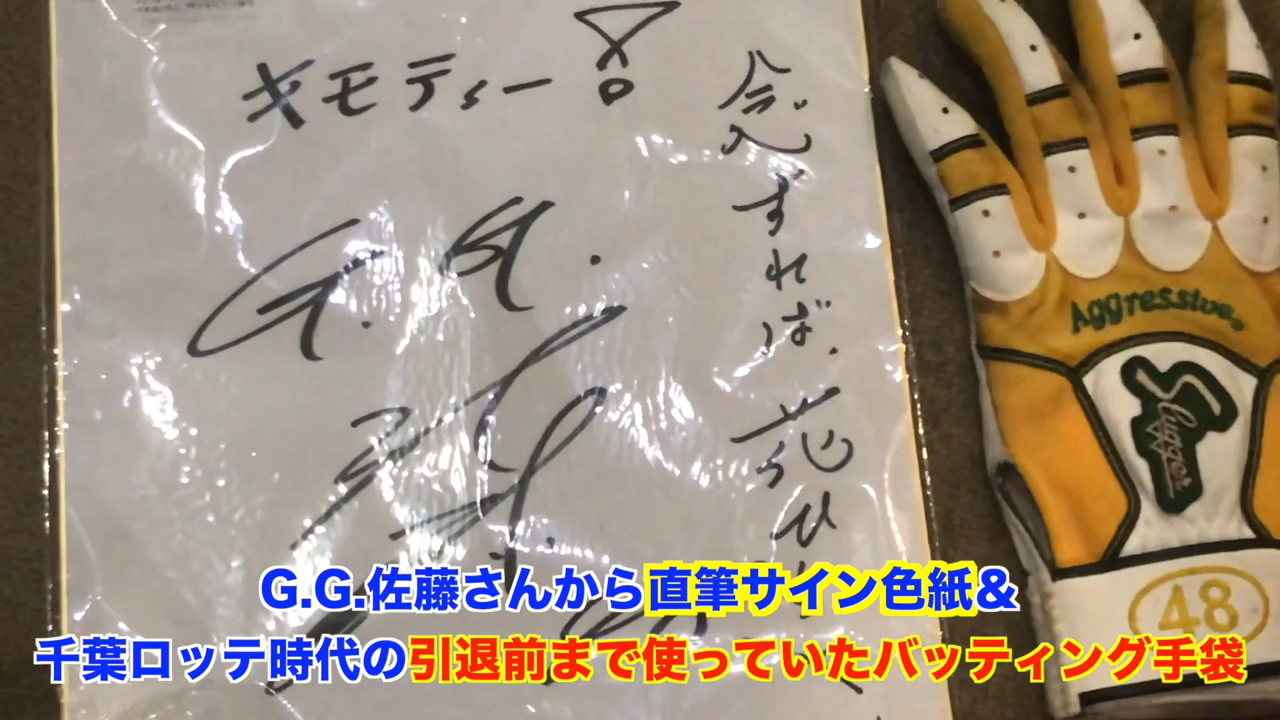 キモティー!
念ずれば、花ひ
G.G.
Aggressive
Slugger
48
G.G.佐藤さんから直筆サイン色紙&
千葉ロッテ時代の引退前まで使っていたバッティング手袋